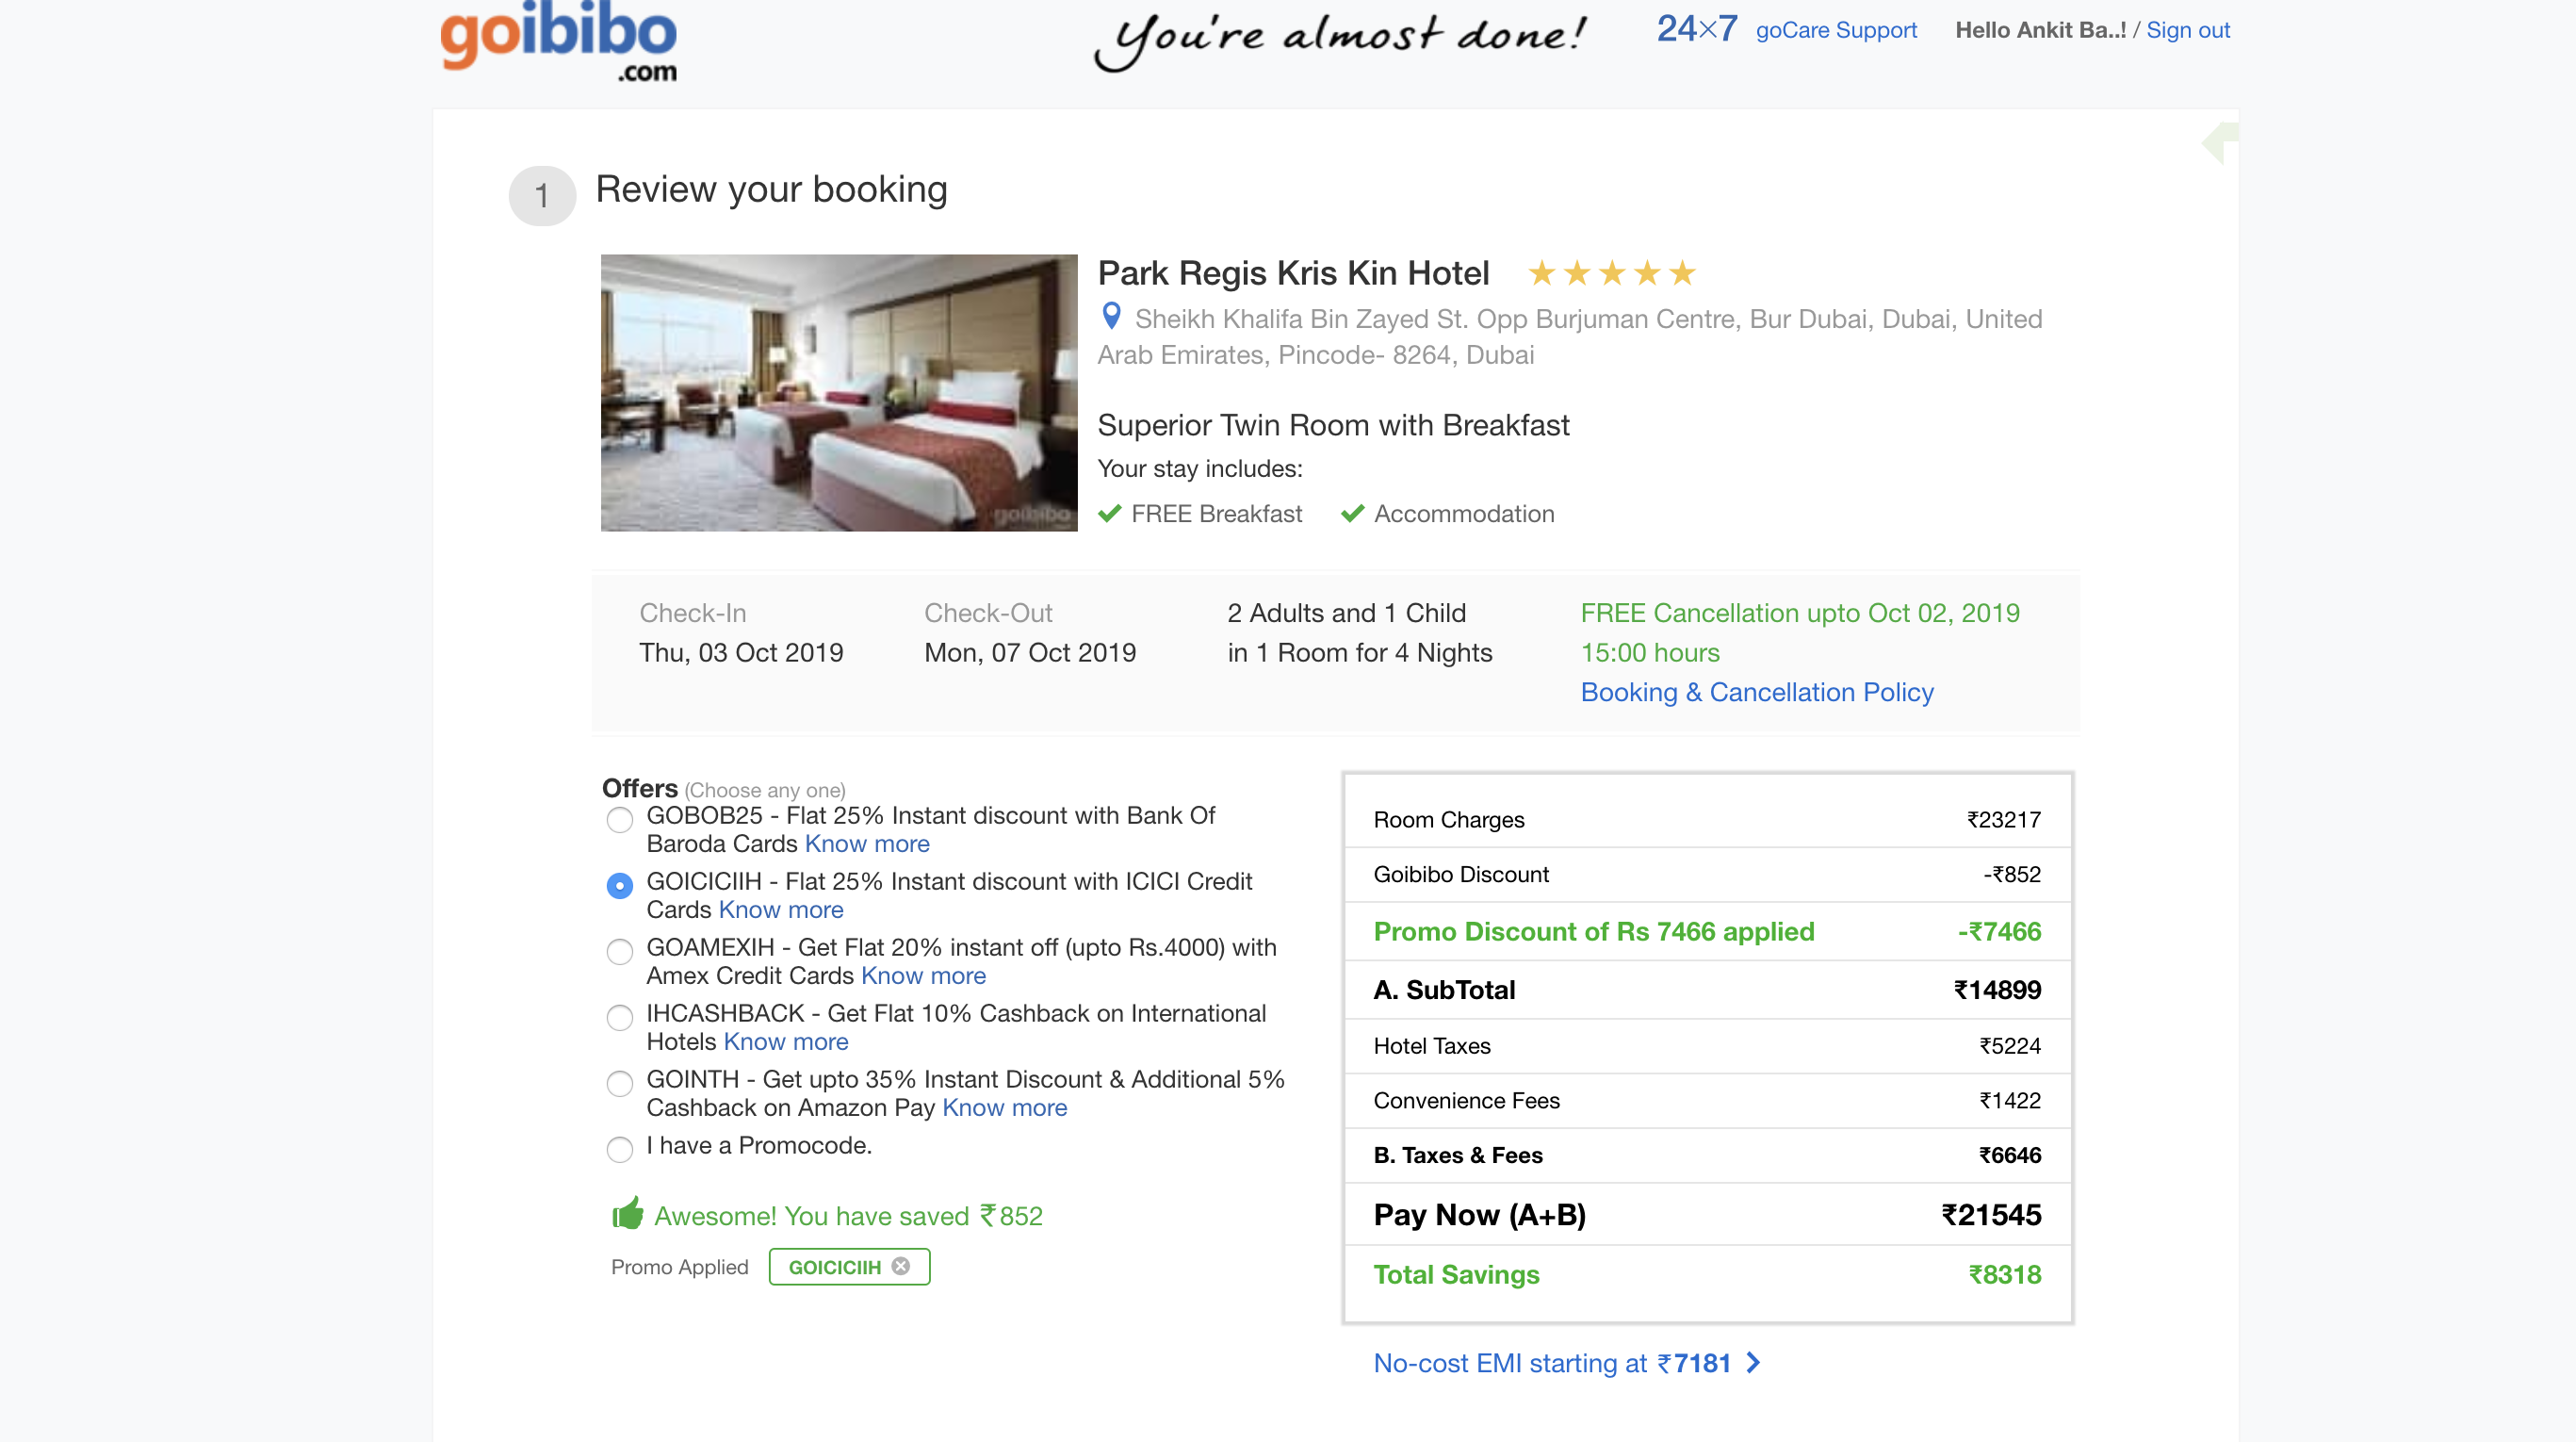 goibibo
.com
You're almost done!
24×7 goCare Support
Hello Ankit Ba..! / Sign out
1
Review your booking
goibibo
Park Regis Kris Kin Hotel
Sheikh Khalifa Bin Zayed St. Opp Burjuman Centre, Bur Dubai, Dubai, United
Arab Emirates, Pincode- 8264, Dubai
Superior Twin Room with Breakfast
Your stay includes:
FREE Breakfast Accommodation
Check-In
Thu, 03 Oct 2019
Check-Out
Mon, 07 Oct 2019
2 Adults and 1 Child
in 1 Room for 4 Nights
FREE Cancellation upto Oct 02, 2019
15:00 hours
Booking & Cancellation Policy
Offers (Choose any one)
GOBOB25 - Flat 25% Instant discount with Bank Of
Baroda Cards Know more
GOICICIIH - Flat 25% Instant discount with ICICI Credit
Cards Know more
GOAMEXIH - Get Flat 20% instant off (upto Rs.4000) with
Amex Credit Cards Know more
IHCASHBACK - Get Flat 10% Cashback on International
Hotels Know more
GOINTH - Get upto 35% Instant Discount & Additional 5%
Cashback on Amazon Pay Know more
I have a Promocode.
Awesome! You have saved ₹852
Promo Applied GOICICIIH
Room Charges ₹23217
Goibibo Discount -₹852
Promo Discount of Rs 7466 applied -₹7466
A. SubTotal ₹14899
Hotel Taxes ₹5224
Convenience Fees ₹1422
B. Taxes & Fees ₹6646
Pay Now (A+B) ₹21545
Total Savings ₹8318
No-cost EMI starting at ₹7181